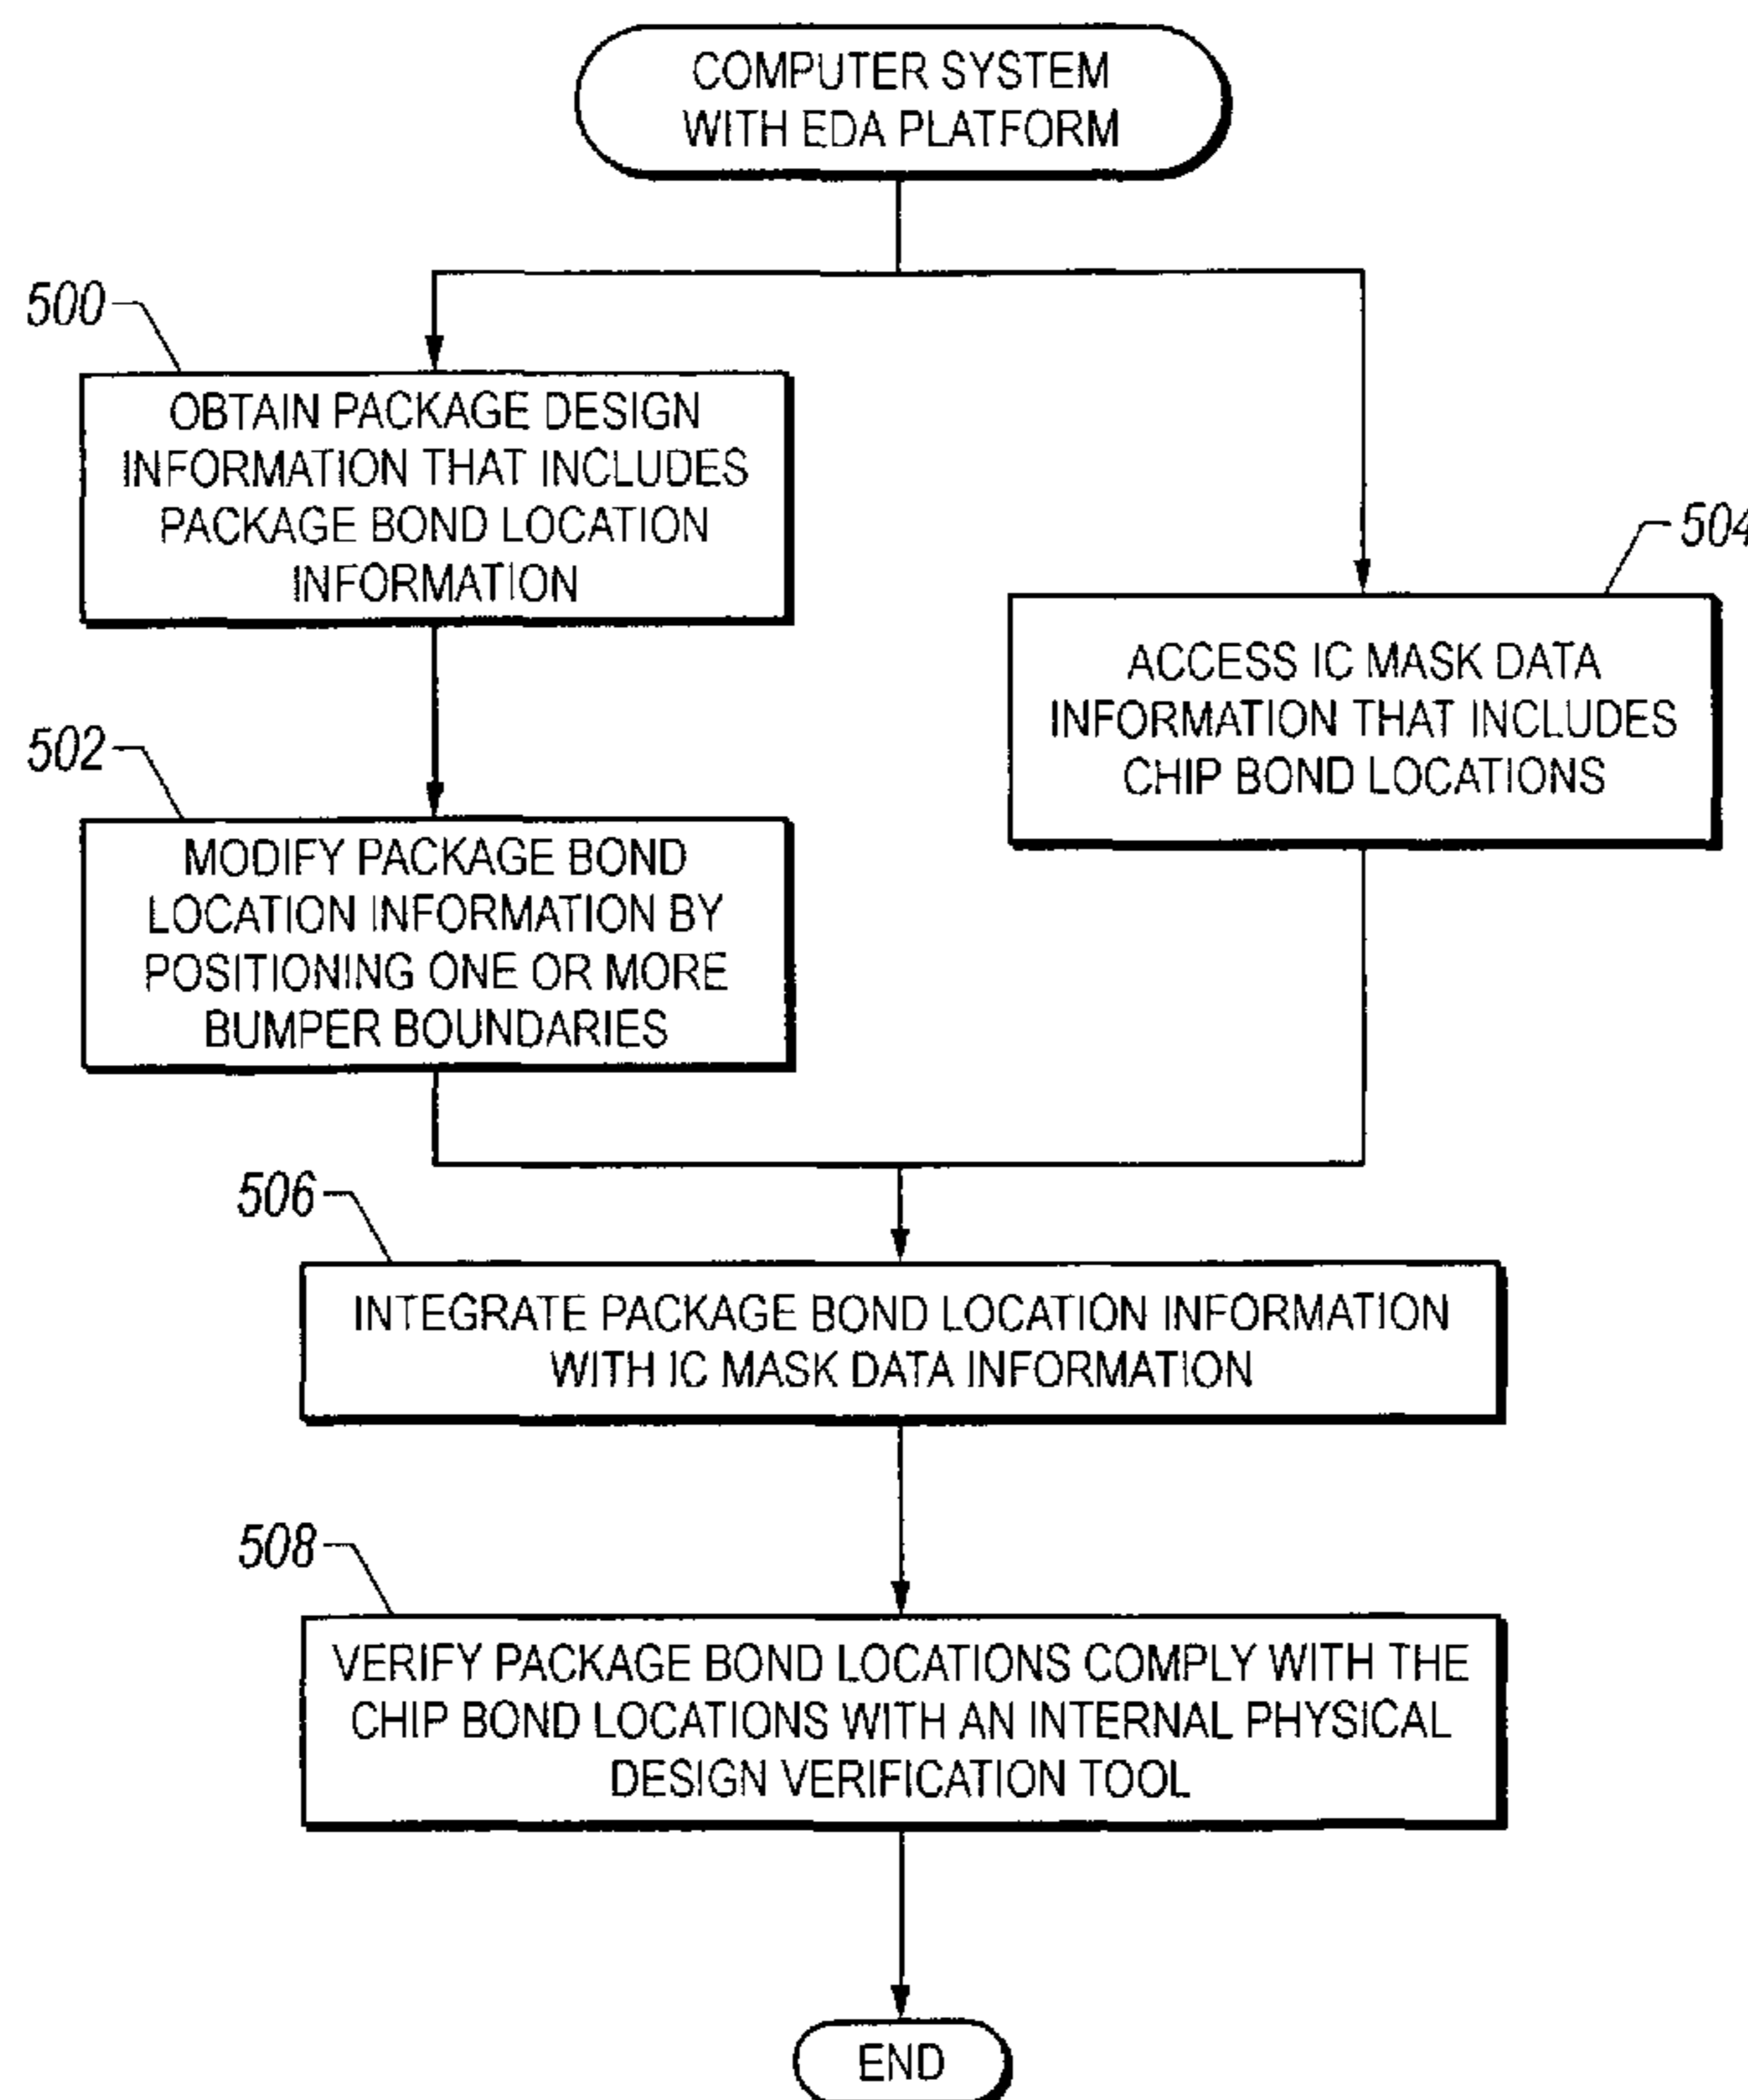 COMPUTER SYSTEM
WITH EDA PLATFORM
500
OBTAIN PACKAGE DESIGN
INFORMATION THAT INCLUDES
PACKAGE BOND LOCATION
INFORMATION
504
ACCESS IC MASK DATA
INFORMATION THAT INCLUDES
CHIP BOND LOCATIONS
502
MODIFY PACKAGE BOND
LOCATION INFORMATION BY
POSITIONING ONE OR MORE
BUMPER BOUNDARIES
506
INTEGRATE PACKAGE BOND LOCATION INFORMATION
WITH IC MASK DATA INFORMATION
508
VERIFY PACKAGE BOND LOCATIONS COMPLY WITH THE
CHIP BOND LOCATIONS WITH AN INTERNAL PHYSICAL
DESIGN VERIFICATION TOOL
END